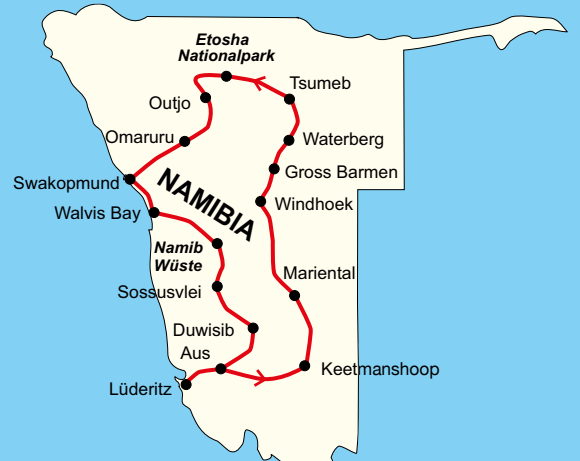 Etosha
Nationalpark
Tsumeb
Outjo
Omaruru
Waterberg
Gross Barmen
Swakopmund
NAMIBIA
Windhoek
Walvis Bay
Namib
Wüste
Mariental
Sossusvlei
Duwisib
Aus
Keetmanshoop
Lüderitz